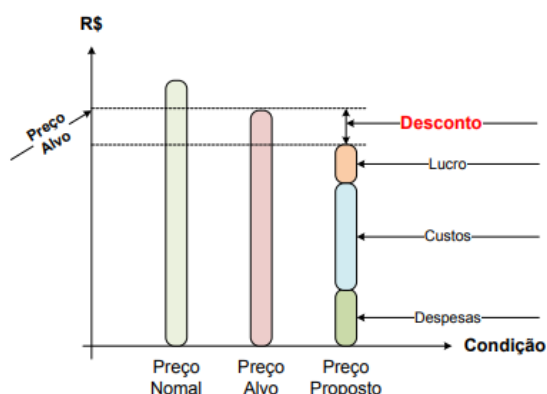 R$
Preço
Alvo
Desconto
Lucro
Custos
Despesas
Condição
Preço
Nomal
Preço
Alvo
Preço
Proposto